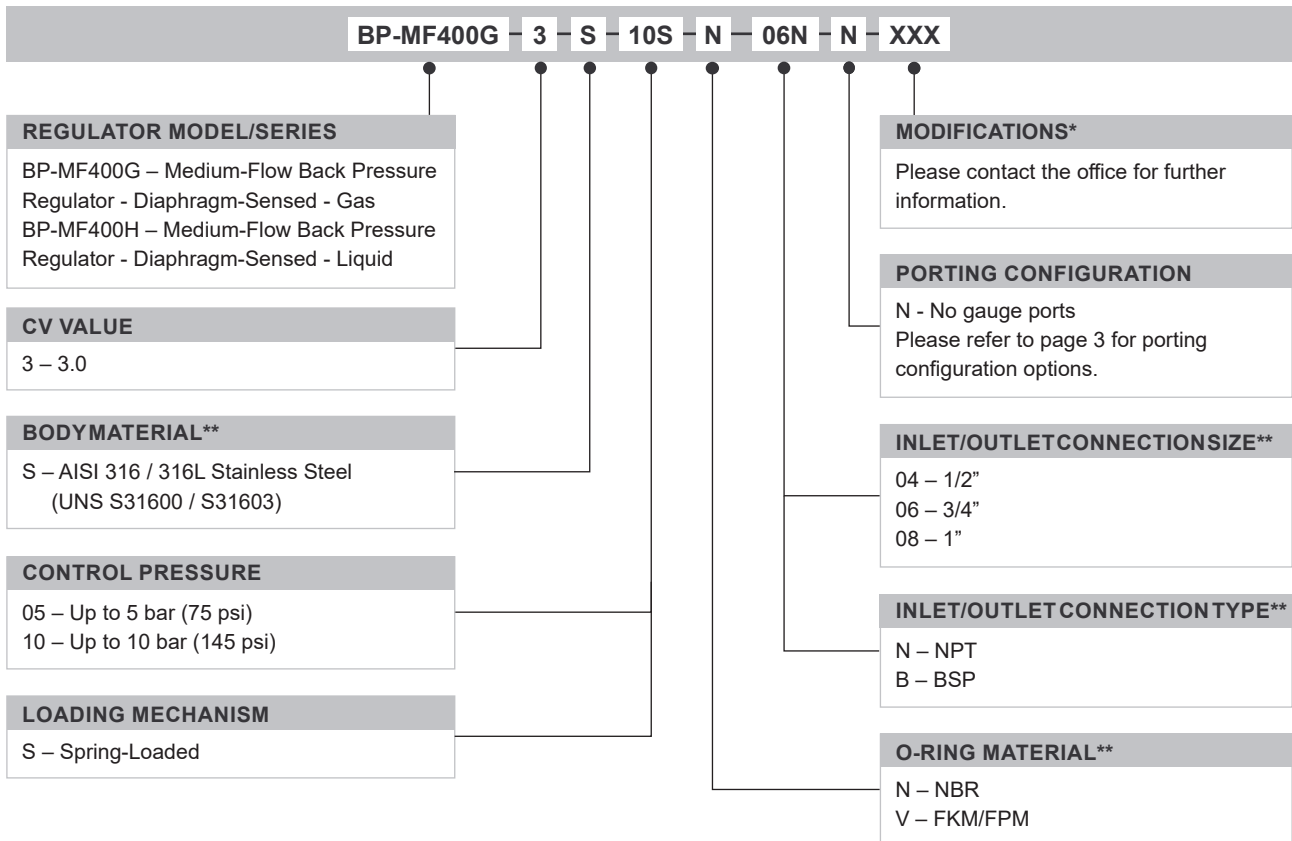 BP-MF400G 3 S 10S N 06N N XXX
REGULATOR MODEL/SERIES
BP-MF400G – Medium-Flow Back Pressure
Regulator - Diaphragm-Sensed - Gas
BP-MF400H – Medium-Flow Back Pressure
Regulator - Diaphragm-Sensed - Liquid
CV VALUE
3 – 3.0
BODYMATERIAL**
S – AISI 316 / 316L Stainless Steel
(UNS S31600 / S31603)
CONTROL PRESSURE
05 – Up to 5 bar (75 psi)
10 – Up to 10 bar (145 psi)
LOADING MECHANISM
S – Spring-Loaded
MODIFICATIONS*
Please contact the office for further
information.
PORTING CONFIGURATION
N - No gauge ports
Please refer to page 3 for porting
configuration options.
INLET/OUTLETCONNECTIONSIZE**
04 – 1/2”
06 – 3/4”
08 – 1”
INLET/OUTLETCONNECTIONTYPE**
N – NPT
B – BSP
O-RING MATERIAL**
N – NBR
V – FKM/FPM